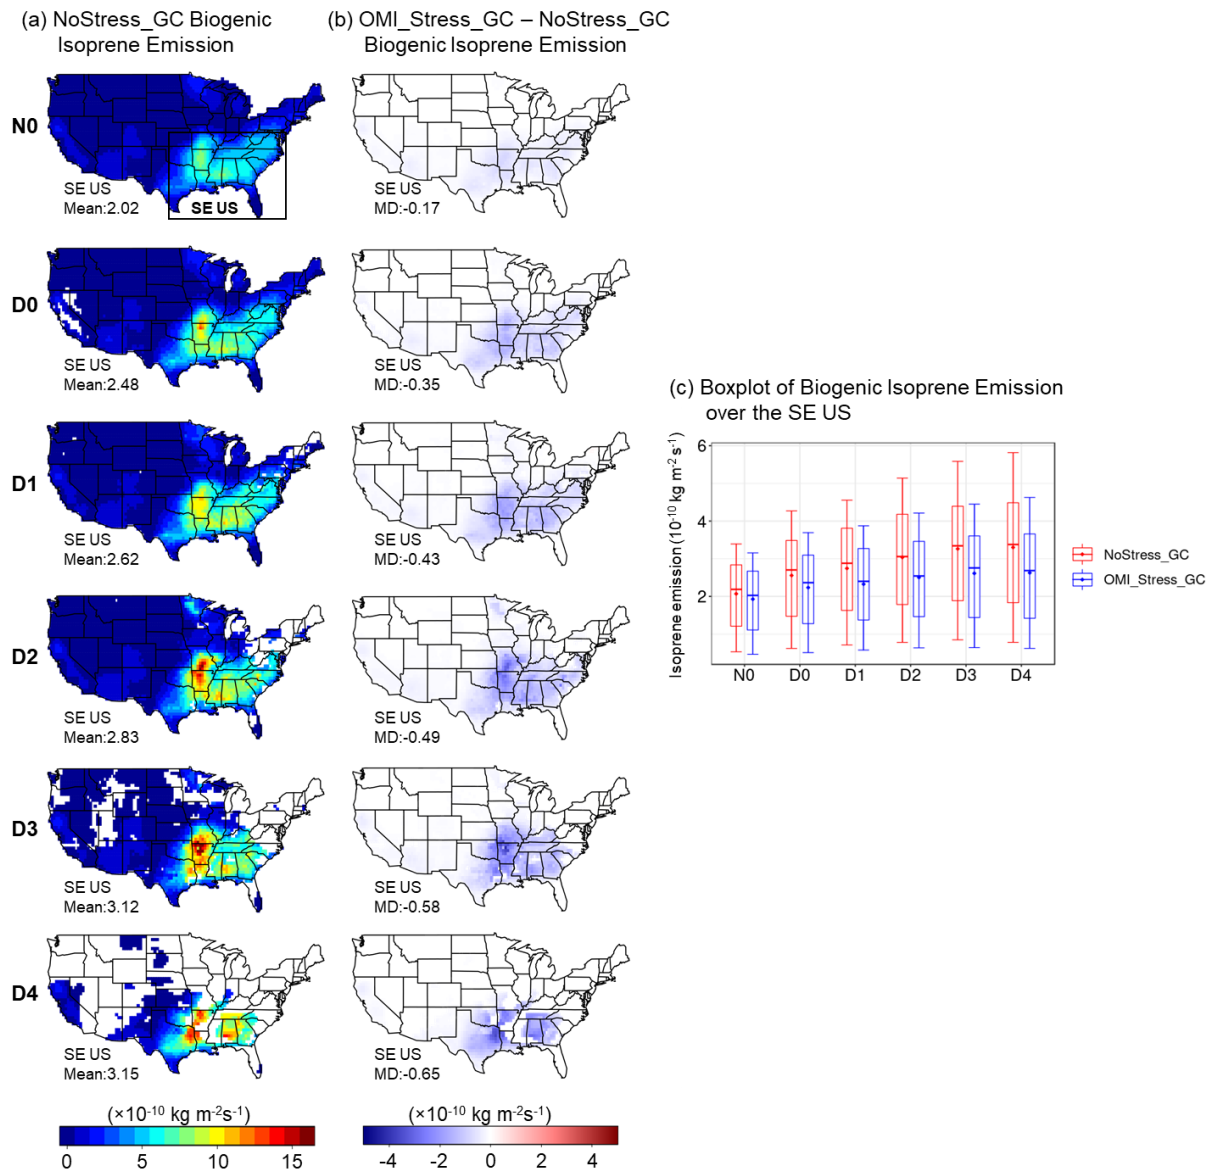 (a) NoStress_GC Biogenic
Isoprene Emission
(b) OMI_Stress_GC – NoStress_GC
Biogenic Isoprene Emission
N0
SE US
Mean:2.02
SE US
SE US
MD:-0.17
D0
SE US
Mean:2.48
SE US
MD:-0.35
D1
SE US
Mean:2.62
SE US
MD:-0.43
D2
SE US
Mean:2.83
SE US
MD:-0.49
D3
SE US
Mean:3.12
SE US
MD:-0.58
D4
SE US
Mean:3.15
SE US
MD:-0.65
(×10⁻¹⁰ kg m⁻²s⁻¹)
0 5 10 15
(×10⁻¹⁰ kg m⁻²s⁻¹)
-4 -2 0 2 4
(c) Boxplot of Biogenic Isoprene Emission
over the SE US
Isoprene emission (10⁻¹⁰ kg m⁻² s⁻¹)
6
4
2
N0 D0 D1 D2 D3 D4
NoStress_GC
OMI_Stress_GC